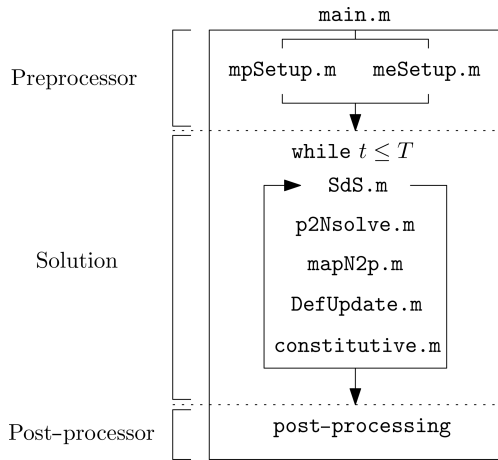 main.m
Preprocessor
mpSetup.m meSetup.m
while t ≤ T
SdS.m
p2Nsolve.m
Solution
mapN2p.m
DefUpdate.m
constitutive.m
Post-processor
post-processing